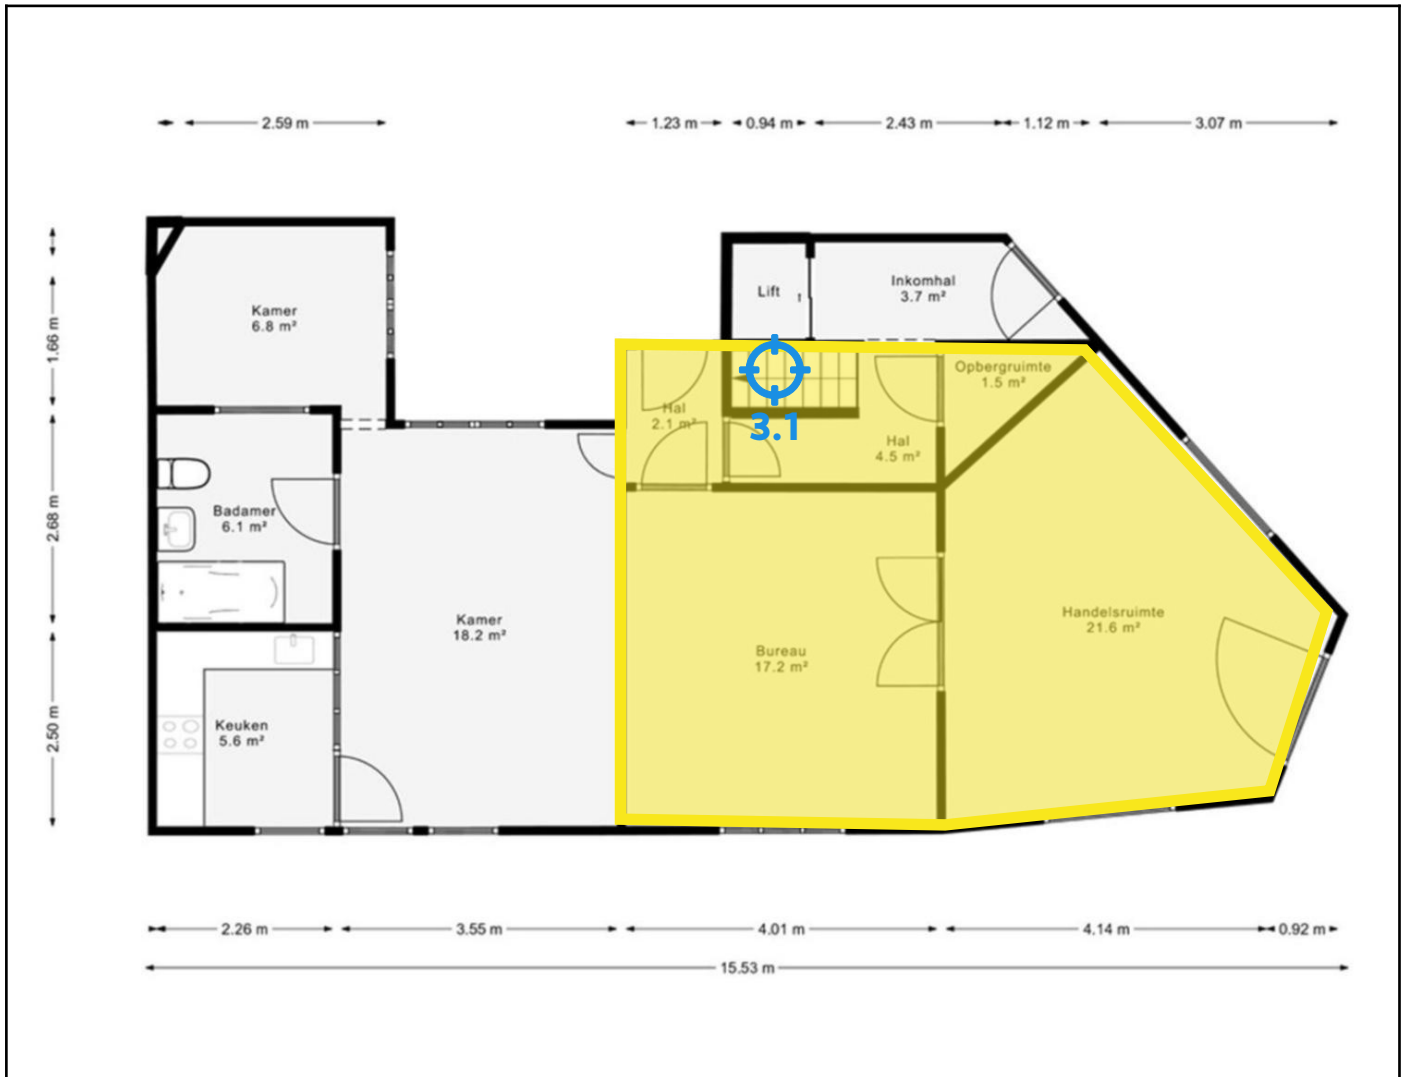 2.59 m
1.23 m
0.94 m
2.43 m
1.12 m
3.07 m
1.66 m
2.68 m
2.50 m
Kamer
6.8 m²
Lift
Inkomhal
3.7 m²
Opbergruimte
1.5 m²
Hal
2.1 m²
3.1
Hal
4.5 m²
Badamer
6.1 m²
Kamer
18.2 m²
Handelsruimte
21.6 m²
Bureau
17.2 m²
Keuken
5.6 m²
2.26 m
3.55 m
4.01 m
4.14 m
0.92 m
15.53 m